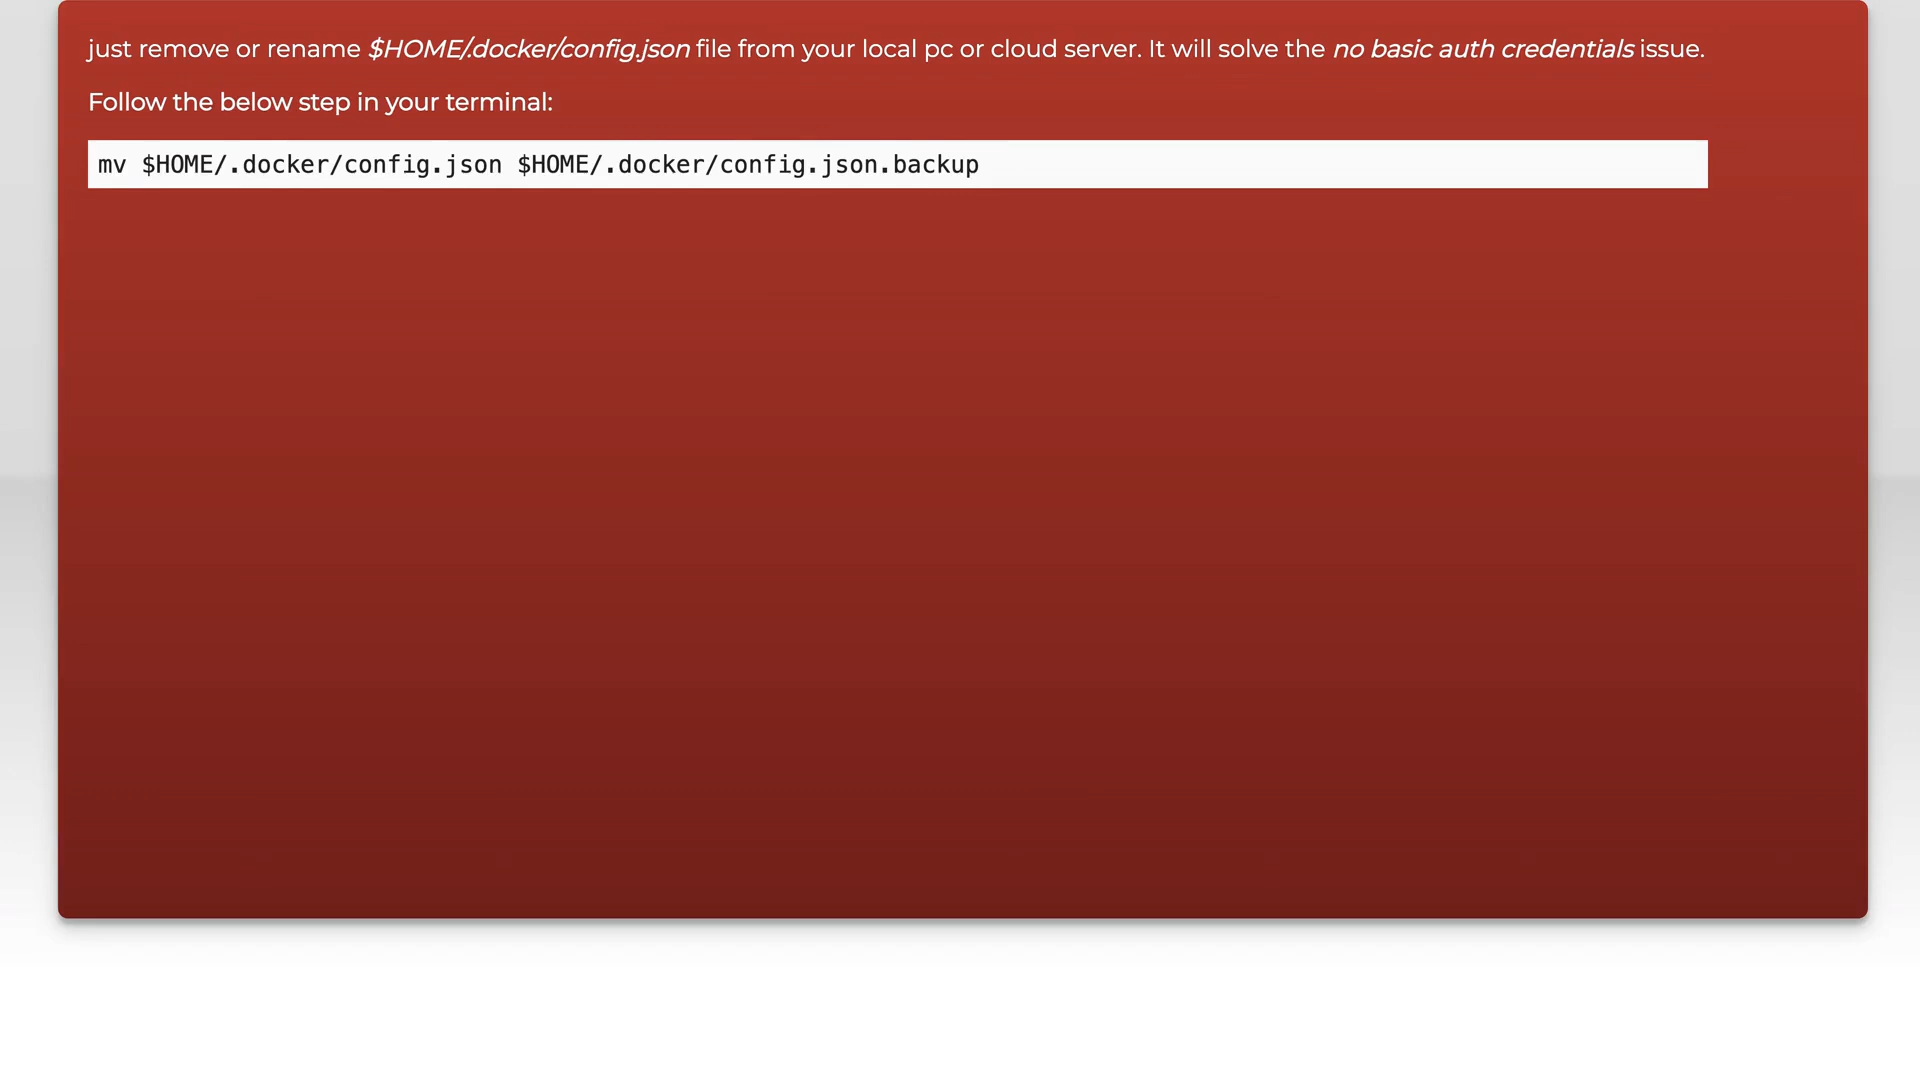 just remove or rename $HOME/.docker/config.json file from your local pc or cloud server. It will solve the no basic auth credentials issue.
Follow the below step in your terminal:
mv $HOME/.docker/config.json $HOME/.docker/config.json.backup